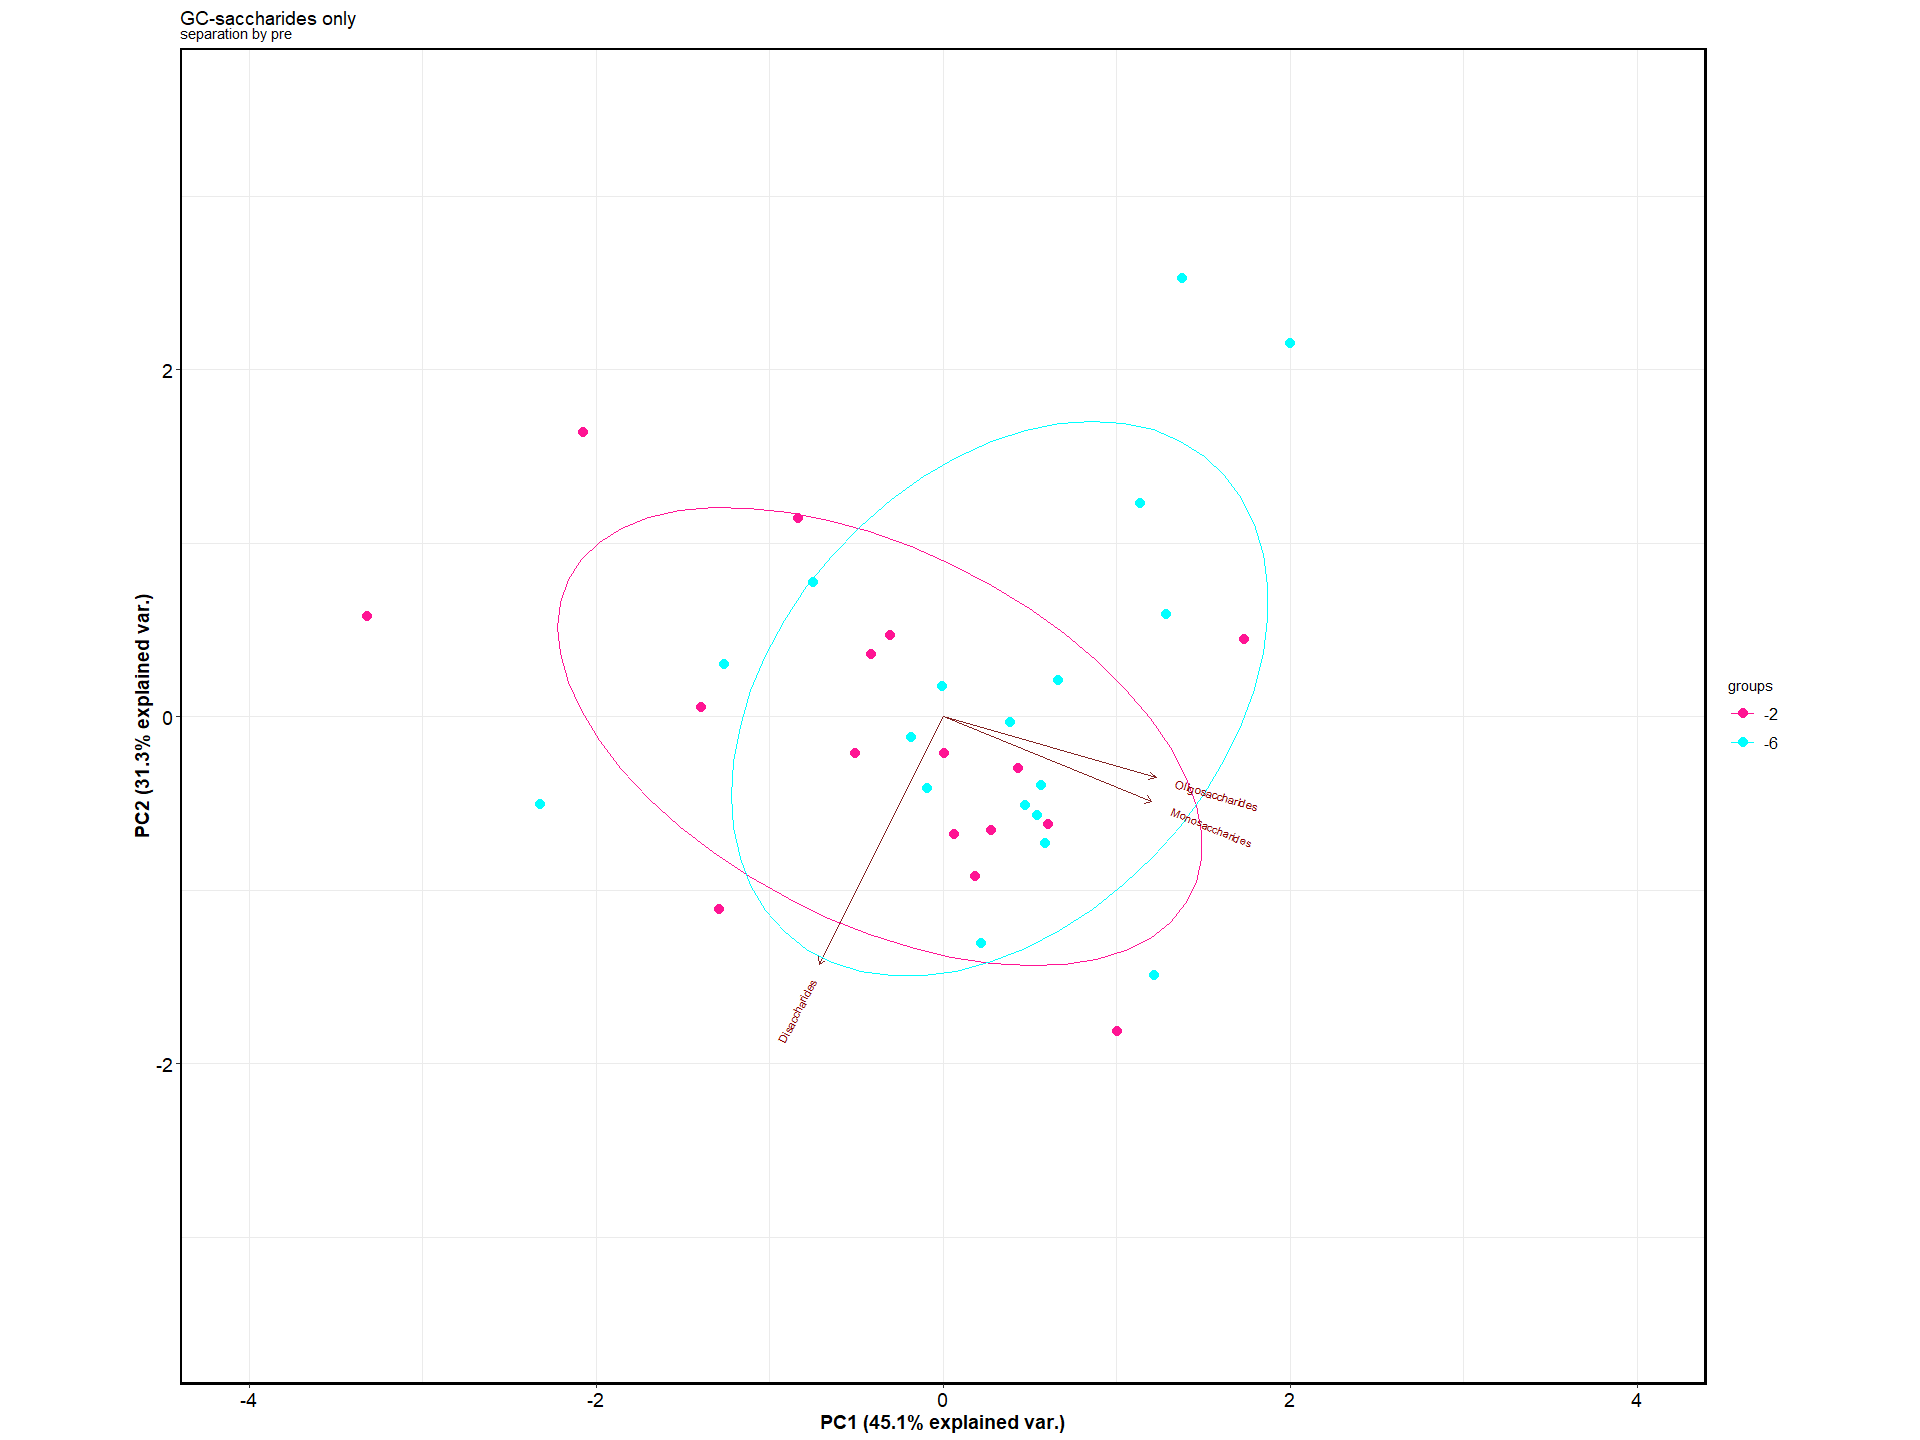 GC-saccharides only
separation by pre
PC2 (31.3% explained var.)
2
0
-2
Oligosaccharides
Monosaccharides
Disaccharides
groups
-2
-6
-4
-2
0
2
4
PC1 (45.1% explained var.)